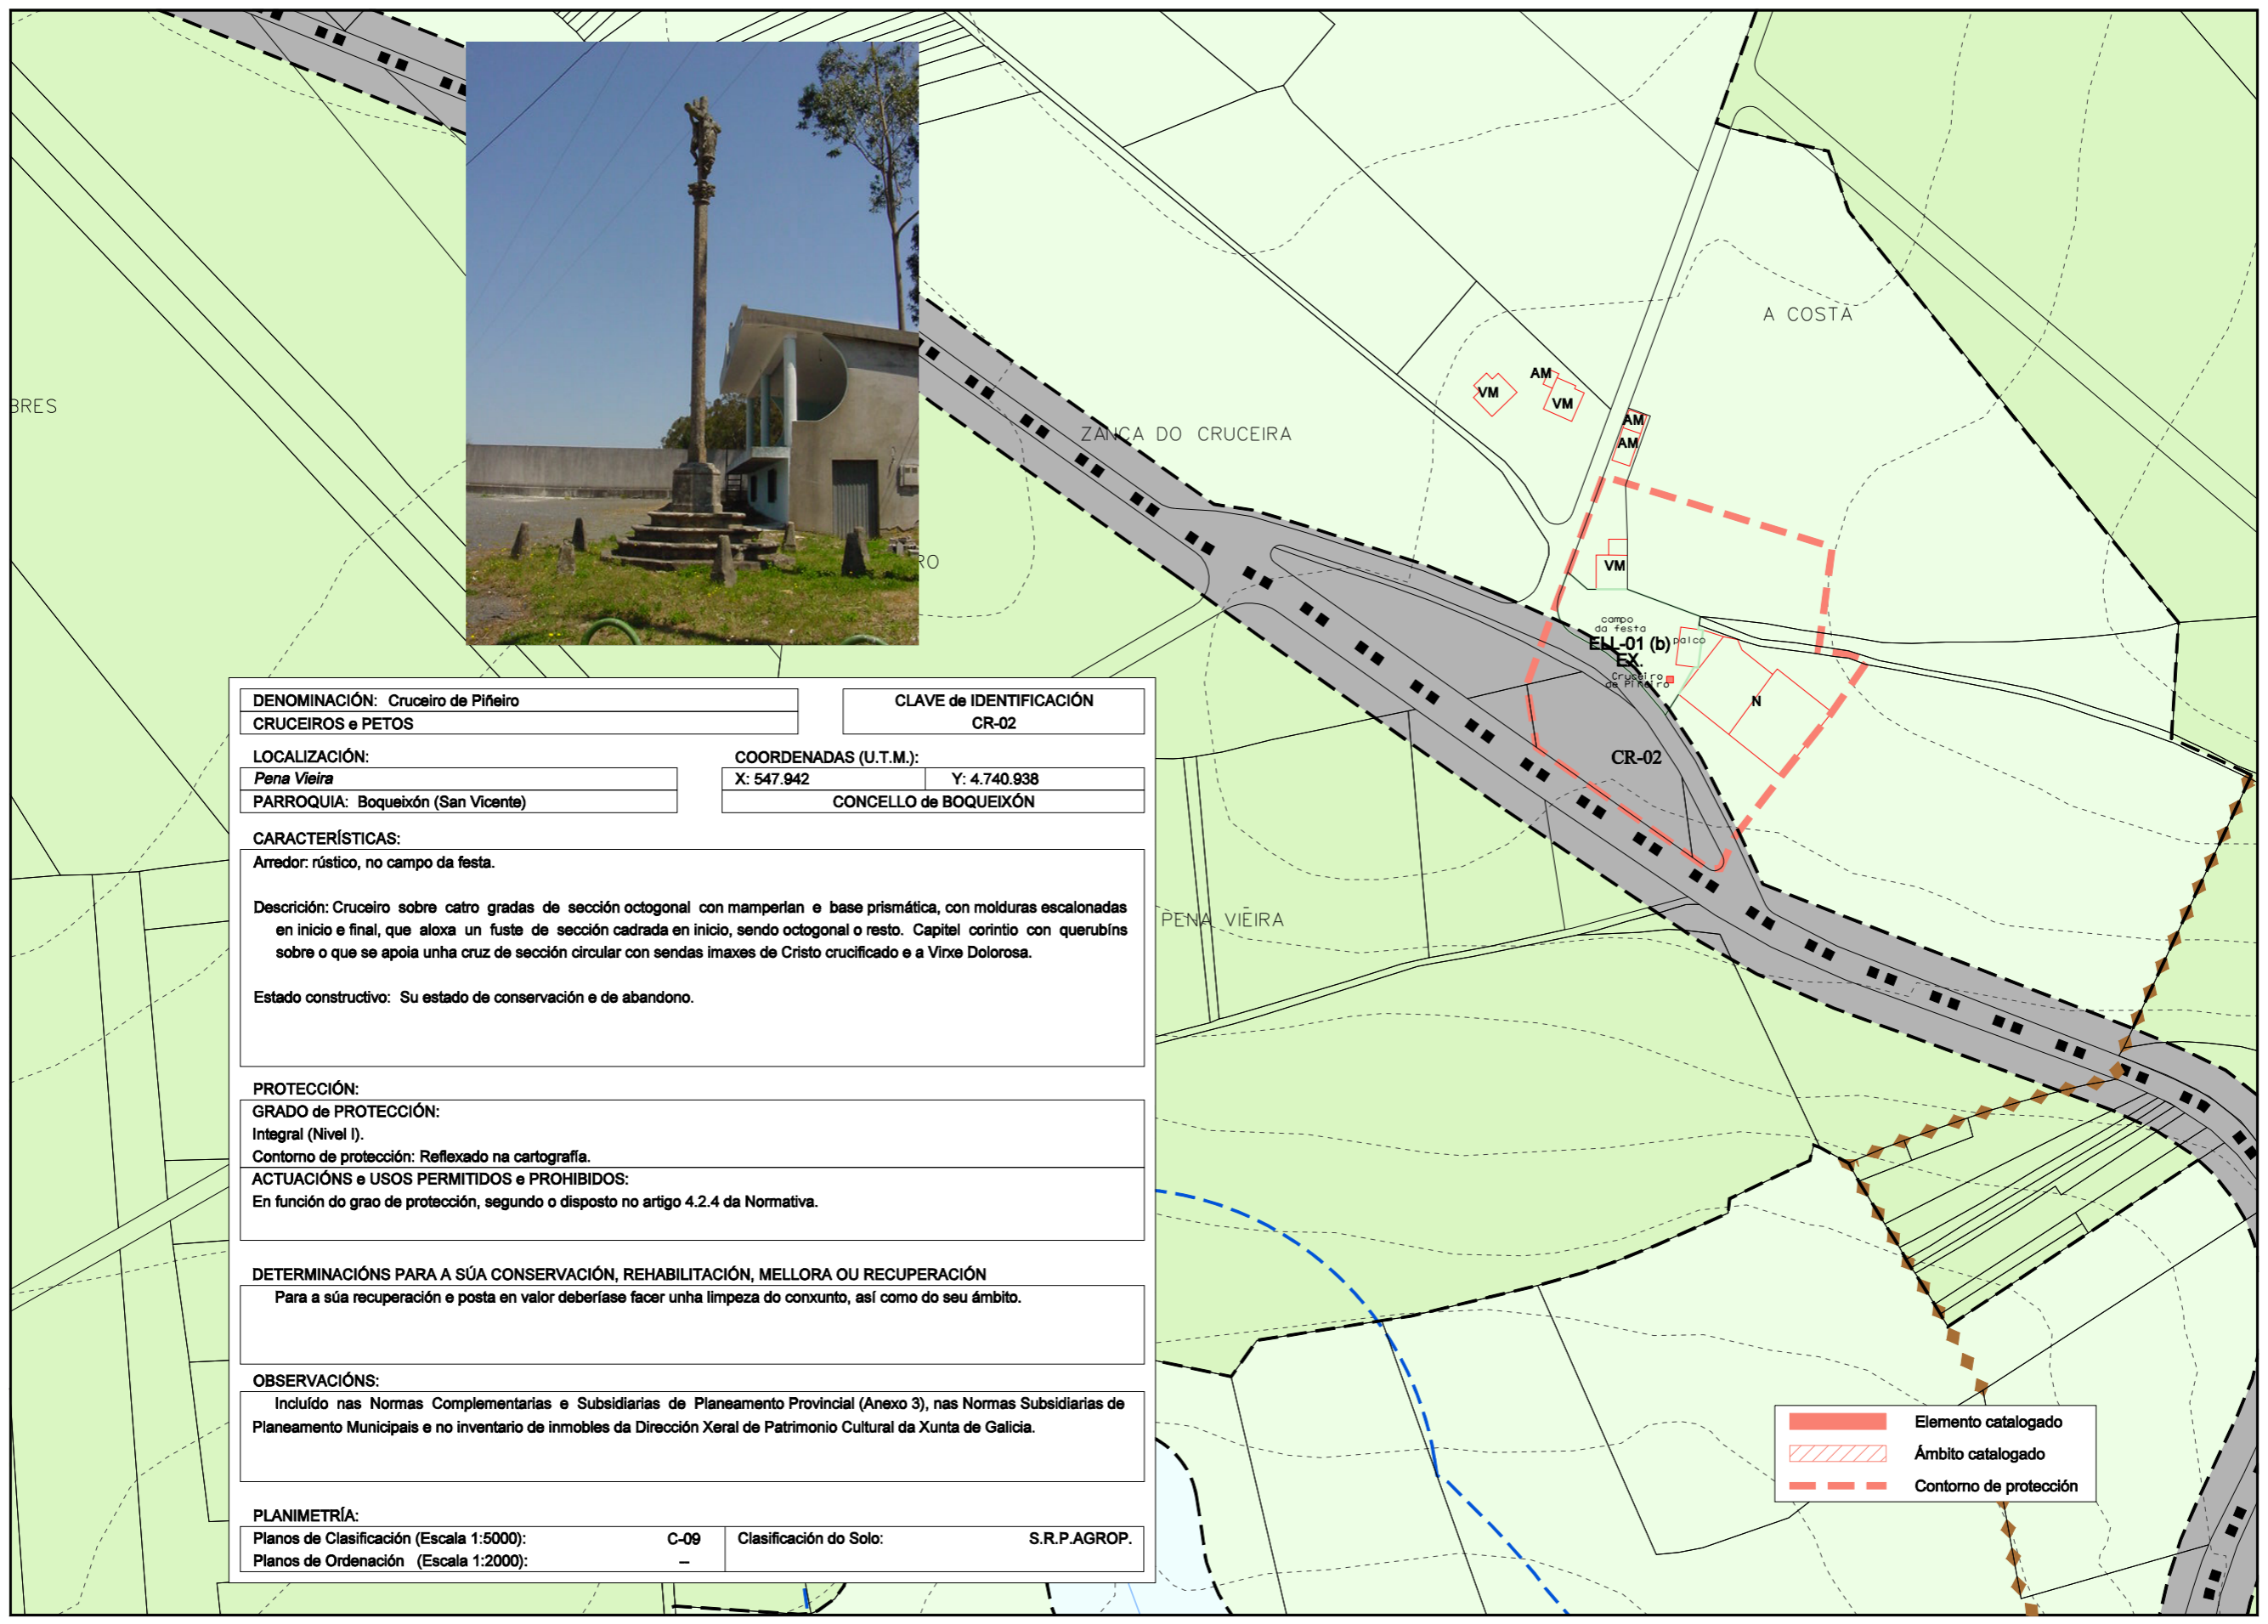 BRES
A COSTA
AM
VM
VM
AM
AM
ZANCA DO CRUCEIRA
VM
campo
da festa
ELL-01 (b)
palco
EX.
Cruceiro
de Piñeiro
N
CR-02
PENA VIEIRA
RO
DENOMINACIÓN: Cruceiro de Piñeiro
CRUCEIROS e PETOS
CLAVE de IDENTIFICACIÓN
CR-02
LOCALIZACIÓN:
Pena Vieira
PARROQUIA: Boqueixón (San Vicente)
COORDENADAS (U.T.M.):
X: 547.942 Y: 4.740.938
CONCELLO de BOQUEIXÓN
CARACTERÍSTICAS:
Arredor: rústico, no campo da festa.
Descrición: Cruceiro sobre catro gradas de sección octogonal con mamperlan e base prismática, con molduras escalonadas
en inicio e final, que aloxa un fuste de sección cadrada en inicio, sendo octogonal o resto. Capitel corintio con querubíns
sobre o que se apoia unha cruz de sección circular con sendas imaxes de Cristo crucificado e a Virxe Dolorosa.
Estado constructivo: Su estado de conservación e de abandono.
PROTECCIÓN:
GRADO de PROTECCIÓN:
Integral (Nivel I).
Contorno de protección: Reflexado na cartografía.
ACTUACIÓNS e USOS PERMITIDOS e PROHIBIDOS:
En función do grao de protección, segundo o disposto no artigo 4.2.4 da Normativa.
DETERMINACIÓNS PARA A SÚA CONSERVACIÓN, REHABILITACIÓN, MELLORA OU RECUPERACIÓN
Para a súa recuperación e posta en valor deberíase facer unha limpeza do conxunto, así como do seu ámbito.
OBSERVACIÓNS:
Incluído nas Normas Complementarias e Subsidiarias de Planeamento Provincial (Anexo 3), nas Normas Subsidiarias de
Planeamento Municipais e no inventario de inmobles da Dirección Xeral de Patrimonio Cultural da Xunta de Galicia.
PLANIMETRÍA:
Planos de Clasificación (Escala 1:5000): C-09 Clasificación do Solo: S.R.P.AGROP.
Planos de Ordenación (Escala 1:2000): –
Elemento catalogado
Ámbito catalogado
Contorno de protección